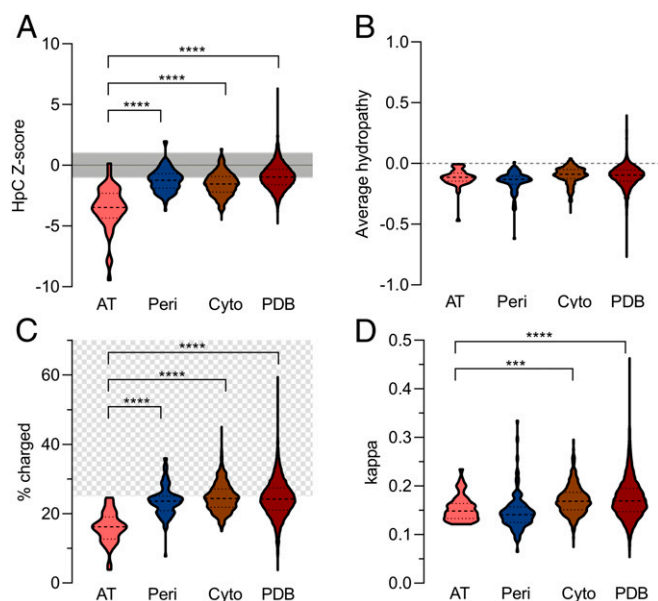 A
HpC Z-score
10
5
0
-5
-10
****
****
****
AT Peri Cyto PDB
B
Average hydropathy
1.0
0.5
0.0
-0.5
-1.0
AT Peri Cyto PDB
C
% charged
60
40
20
0
****
****
****
AT Peri Cyto PDB
D
kappa
0.5
0.4
0.3
0.2
0.1
0.0
****
***
AT Peri Cyto PDB